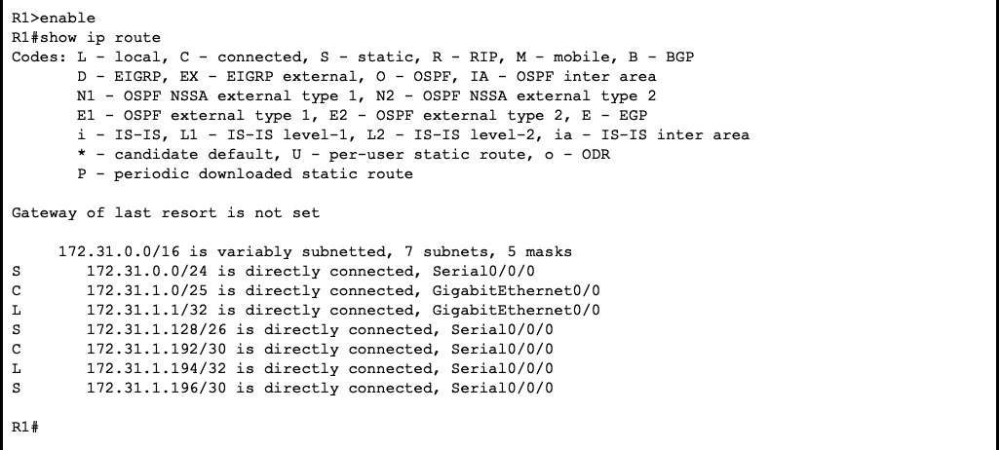 R1>enable
R1#show ip route
Codes: L - local, C - connected, S - static, R - RIP, M - mobile, B - BGP
       D - EIGRP, EX - EIGRP external, O - OSPF, IA - OSPF inter area
       N1 - OSPF NSSA external type 1, N2 - OSPF NSSA external type 2
       E1 - OSPF external type 1, E2 - OSPF external type 2, E - EGP
       i - IS-IS, L1 - IS-IS level-1, L2 - IS-IS level-2, ia - IS-IS inter area
       * - candidate default, U - per-user static route, o - ODR
       P - periodic downloaded static route

Gateway of last resort is not set

     172.31.0.0/16 is variably subnetted, 7 subnets, 5 masks
S       172.31.0.0/24 is directly connected, Serial0/0/0
C       172.31.1.0/25 is directly connected, GigabitEthernet0/0
L       172.31.1.1/32 is directly connected, GigabitEthernet0/0
S       172.31.1.128/26 is directly connected, Serial0/0/0
C       172.31.1.192/30 is directly connected, Serial0/0/0
L       172.31.1.194/32 is directly connected, Serial0/0/0
S       172.31.1.196/30 is directly connected, Serial0/0/0

R1#